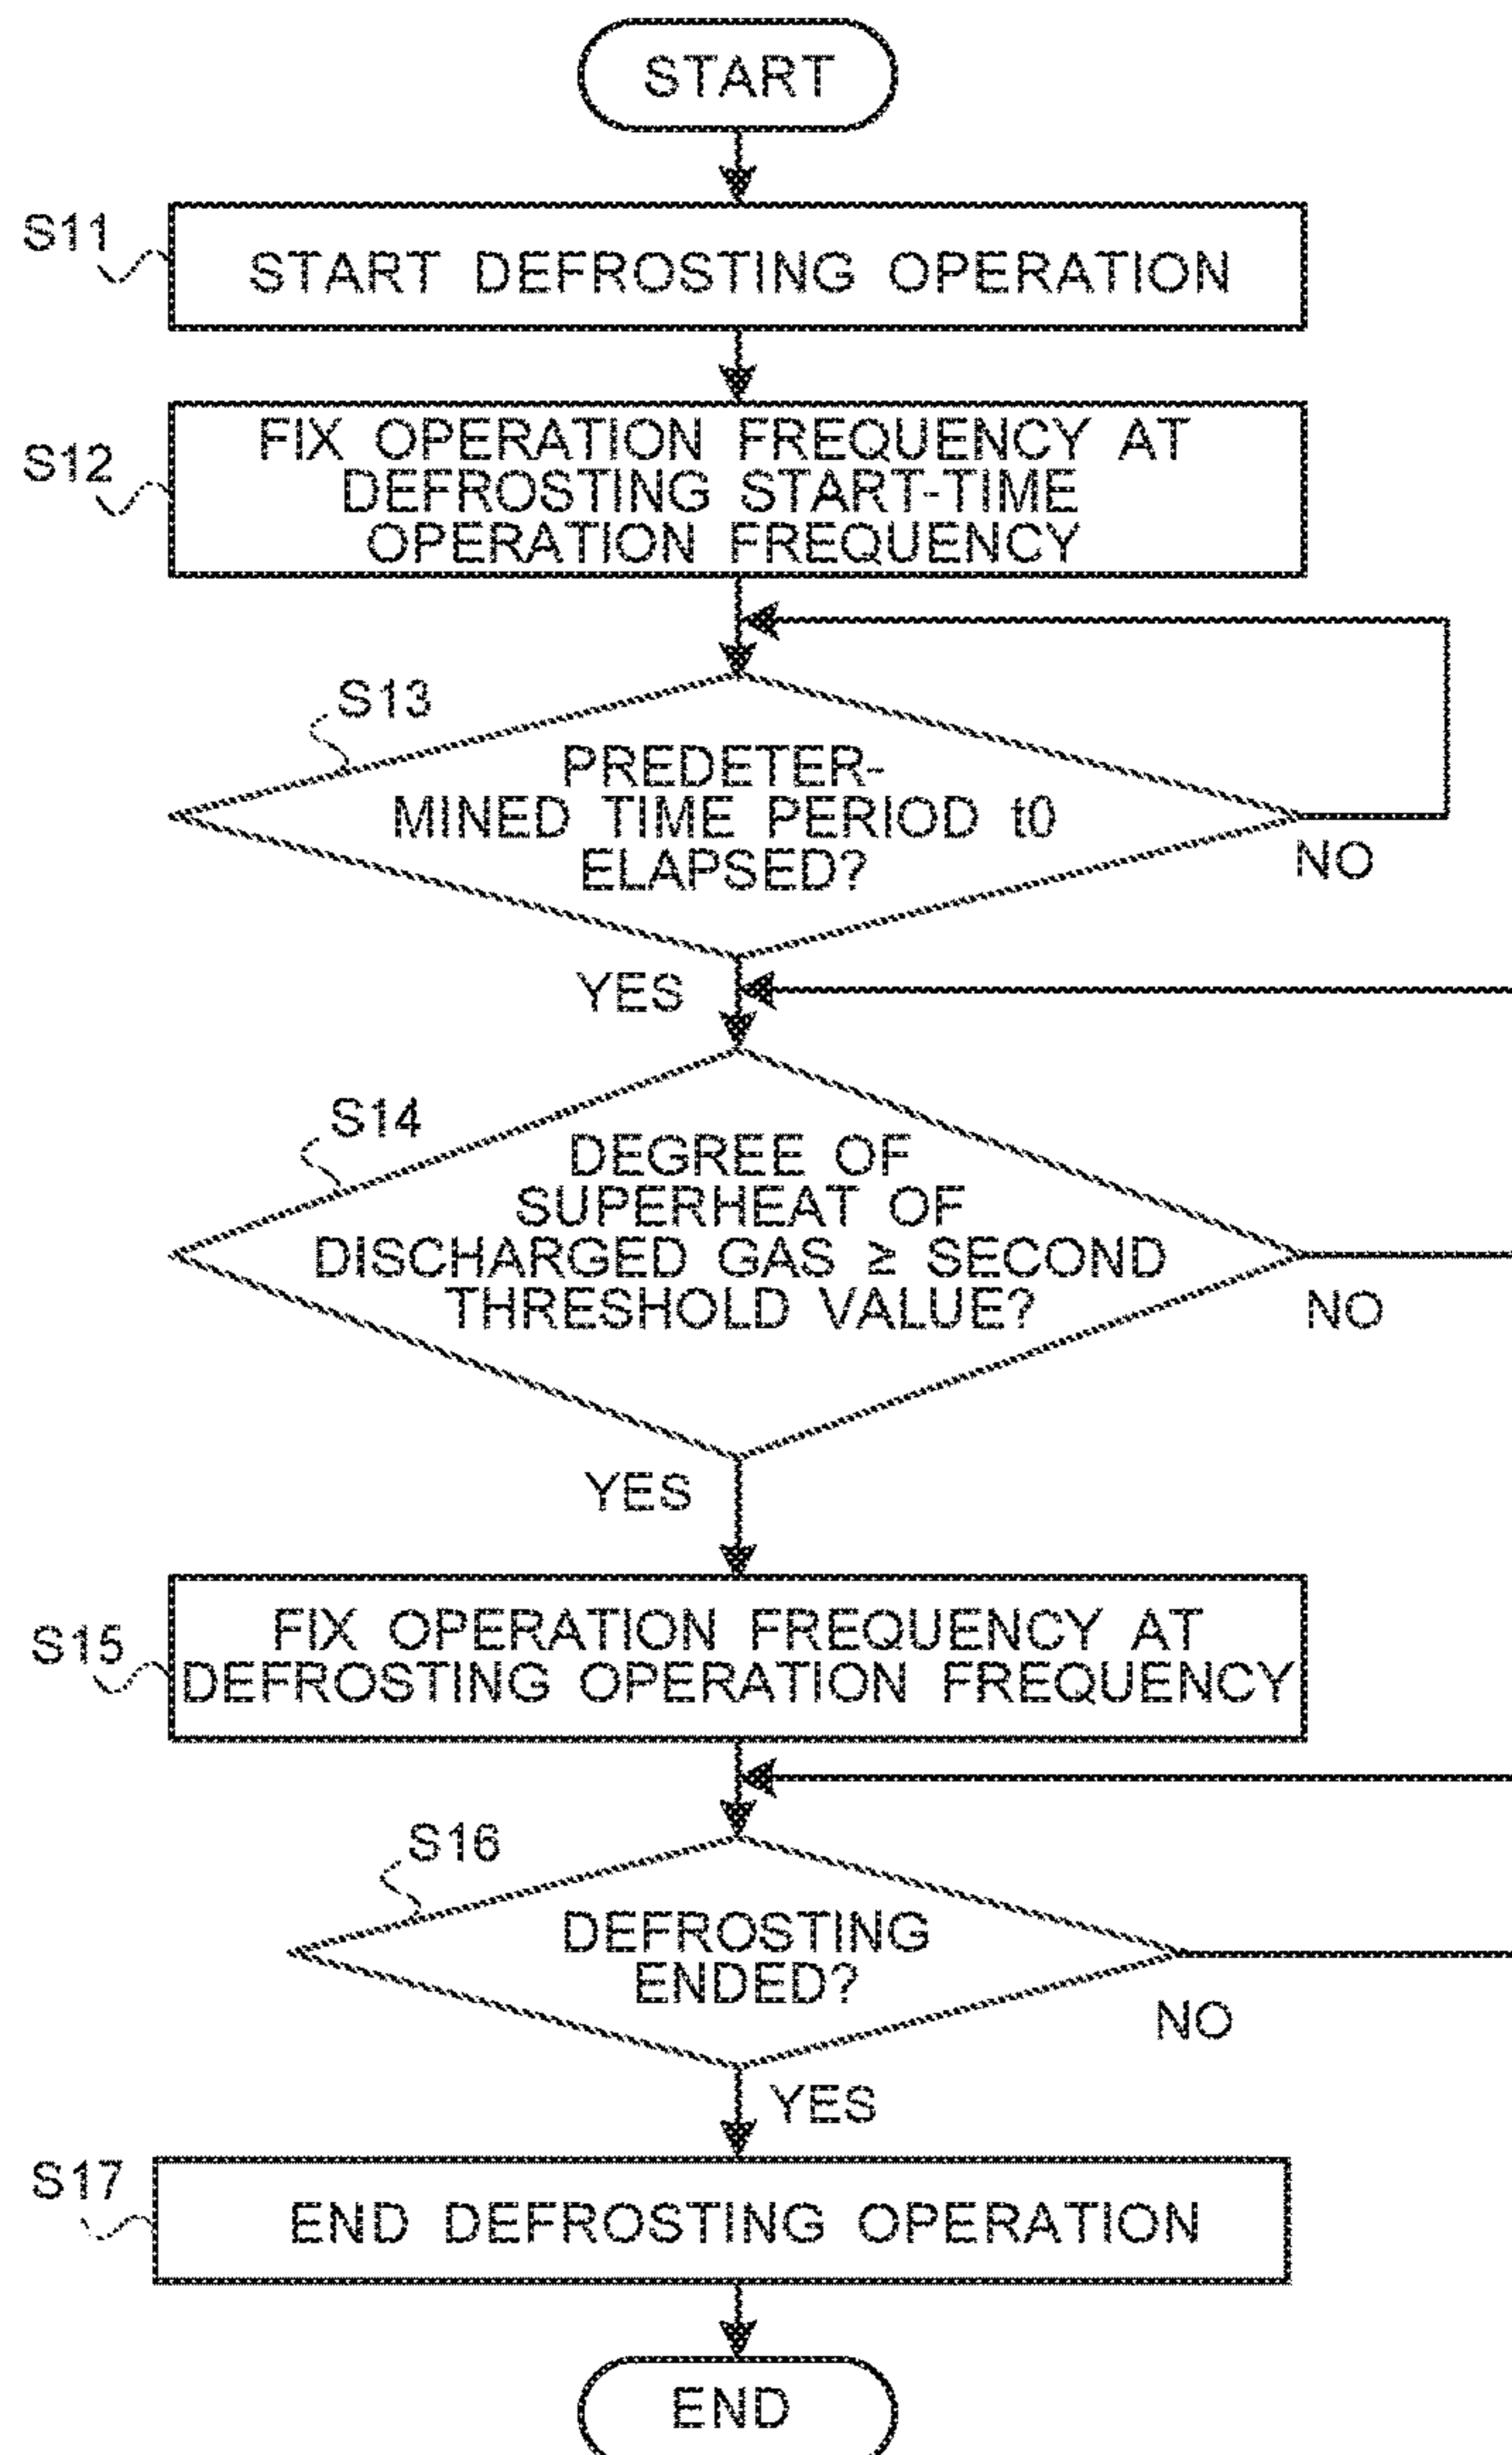 START
S11
START DEFROSTING OPERATION
S12
FIX OPERATION FREQUENCY AT
DEFROSTING START-TIME
OPERATION FREQUENCY
S13
PREDETER-
MINED TIME PERIOD t0
ELAPSED?
NO
YES
S14
DEGREE OF
SUPERHEAT OF
DISCHARGED GAS ≥ SECOND
THRESHOLD VALUE?
NO
YES
S15
FIX OPERATION FREQUENCY AT
DEFROSTING OPERATION FREQUENCY
S16
DEFROSTING
ENDED?
NO
YES
S17
END DEFROSTING OPERATION
END